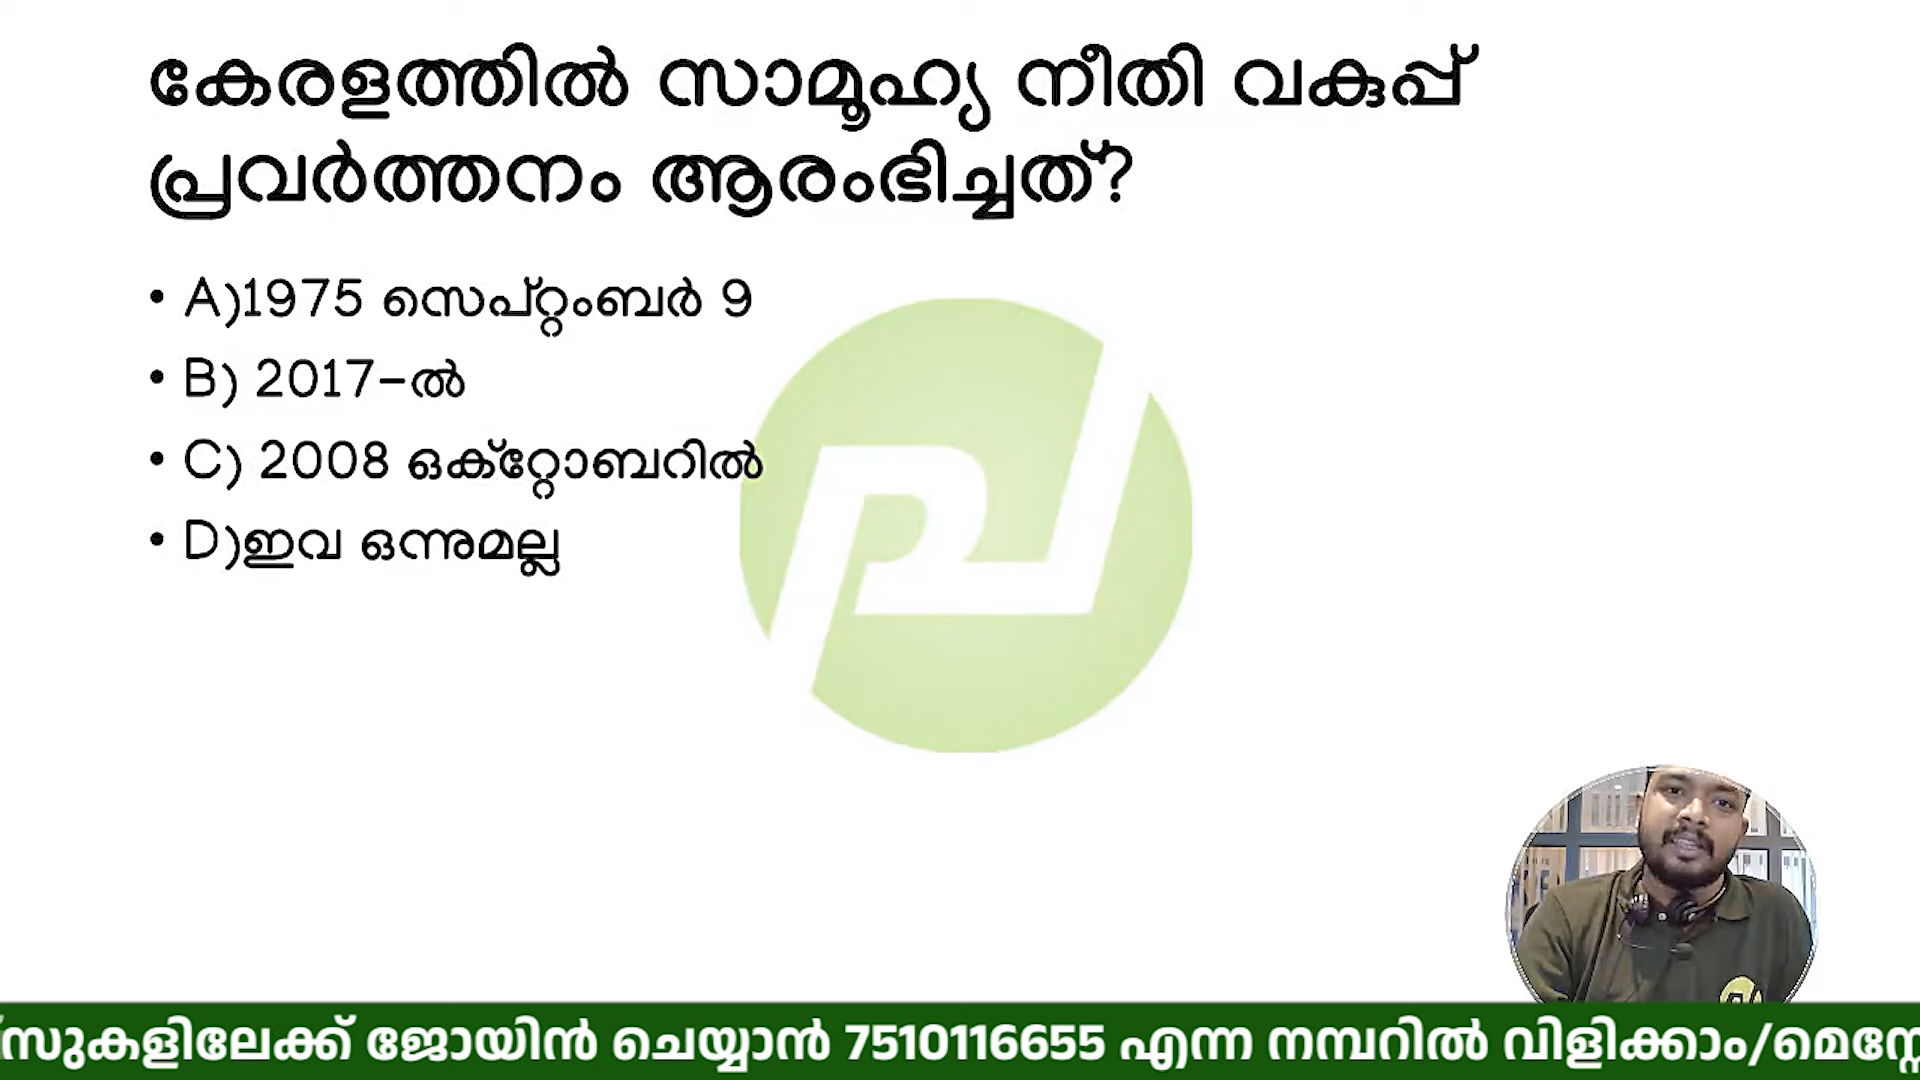 കേരളത്തിൽ സാമൂഹ്യ നീതി വകുപ്പ്
പ്രവർത്തനം ആരംഭിച്ചത്?
• A)1975 സെപ്റ്റംബർ 9
• B) 2017-ൽ
• C) 2008 ഒക്റ്റോബറിൽ
• D)ഇവ ഒന്നുമല്ല
ജോയിൻ ചെയ്യാൻ 7510116655 എന്ന നമ്പറിൽ വിളിക്കാം/